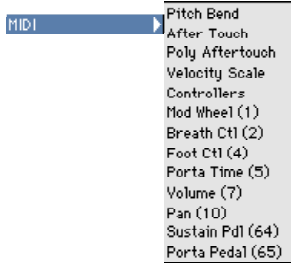 MIDI
Pitch Bend
After Touch
Poly Aftertouch
Velocity Scale
Controllers
Mod Wheel (1)
Breath Ctl (2)
Foot Ctl (4)
Porta Time (5)
Volume (7)
Pan (10)
Sustain Pdl (64)
Porta Pedal (65)